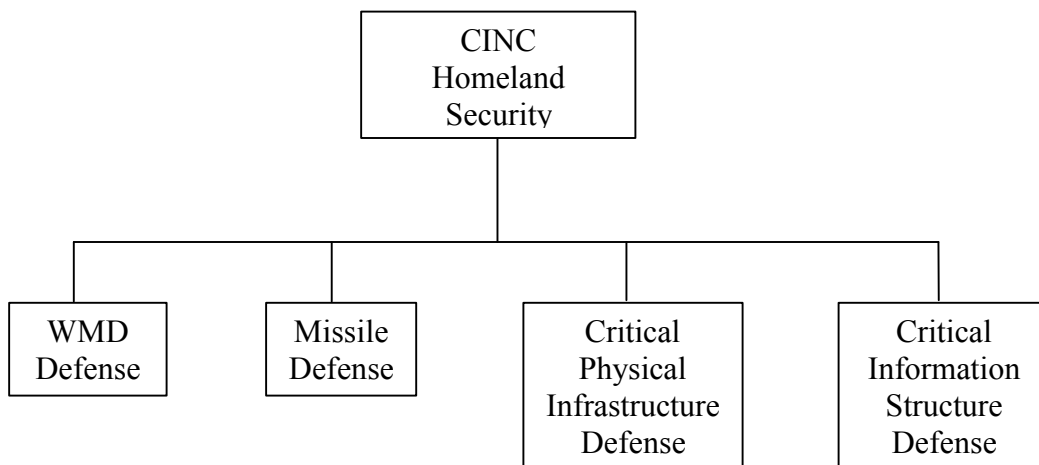 CINC
Homeland
Security
WMD
Defense
Missile
Defense
Critical
Physical
Infrastructure
Defense
Critical
Information
Structure
Defense